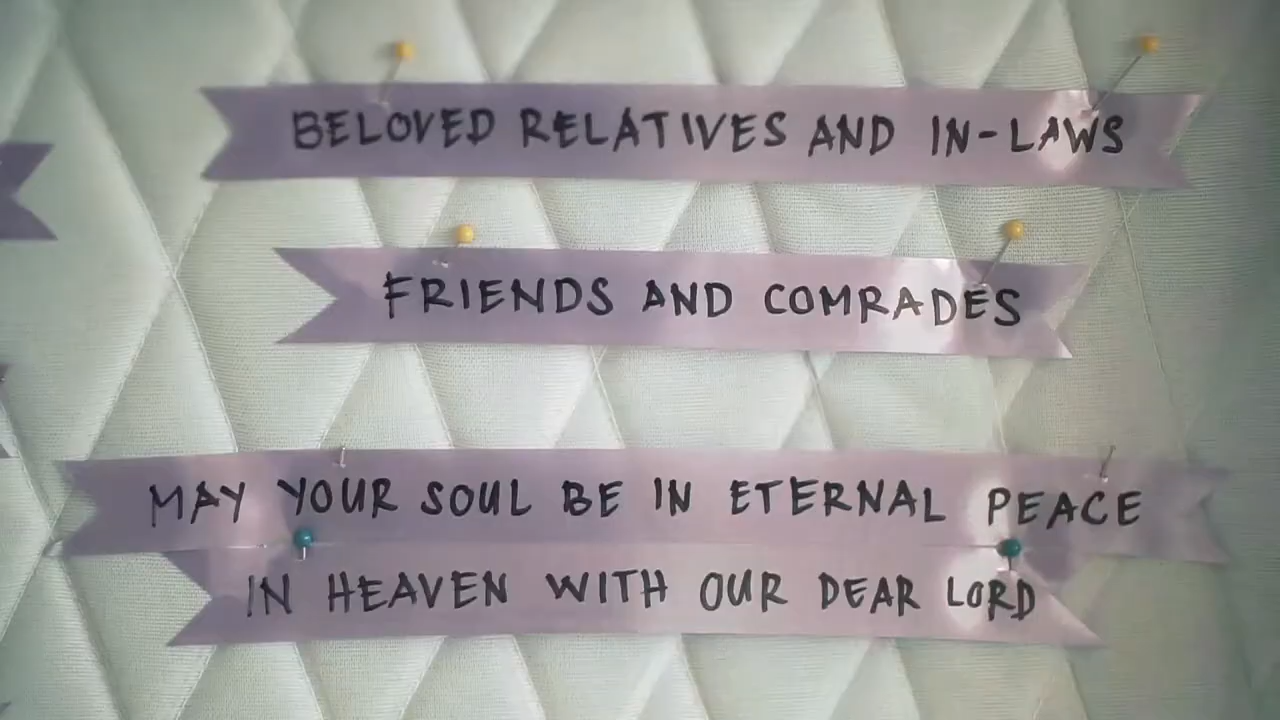 BELOVED RELATIVES AND IN-LAWS
FRIENDS AND COMRADES
MAY YOUR SOUL BE IN ETERNAL PEACE
IN HEAVEN WITH OUR DEAR LORD